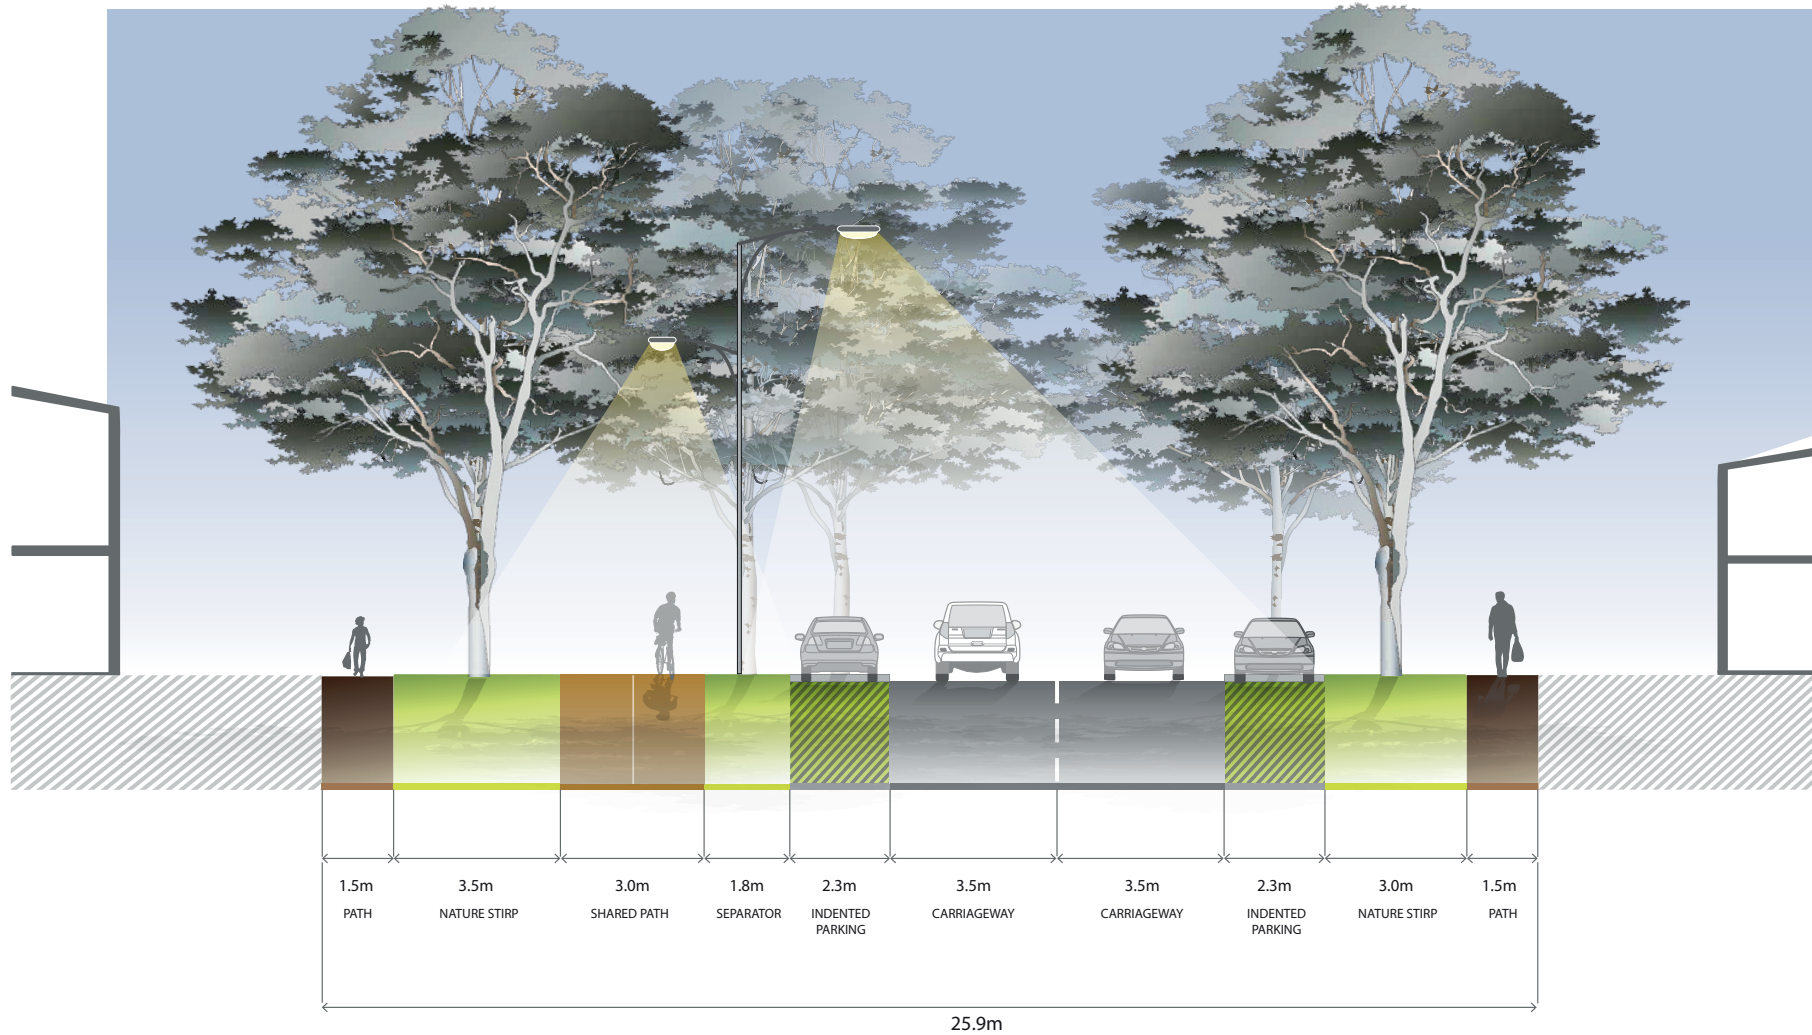 1.5m
3.5m
3.0m
1.8m
2.3m
3.5m
3.5m
2.3m
3.0m
1.5m
PATH
NATURE STIRP
SHARED PATH
SEPARATOR
INDENTED
PARKING
CARRIAGEWAY
CARRIAGEWAY
INDENTED
PARKING
NATURE STIRP
PATH
25.9m